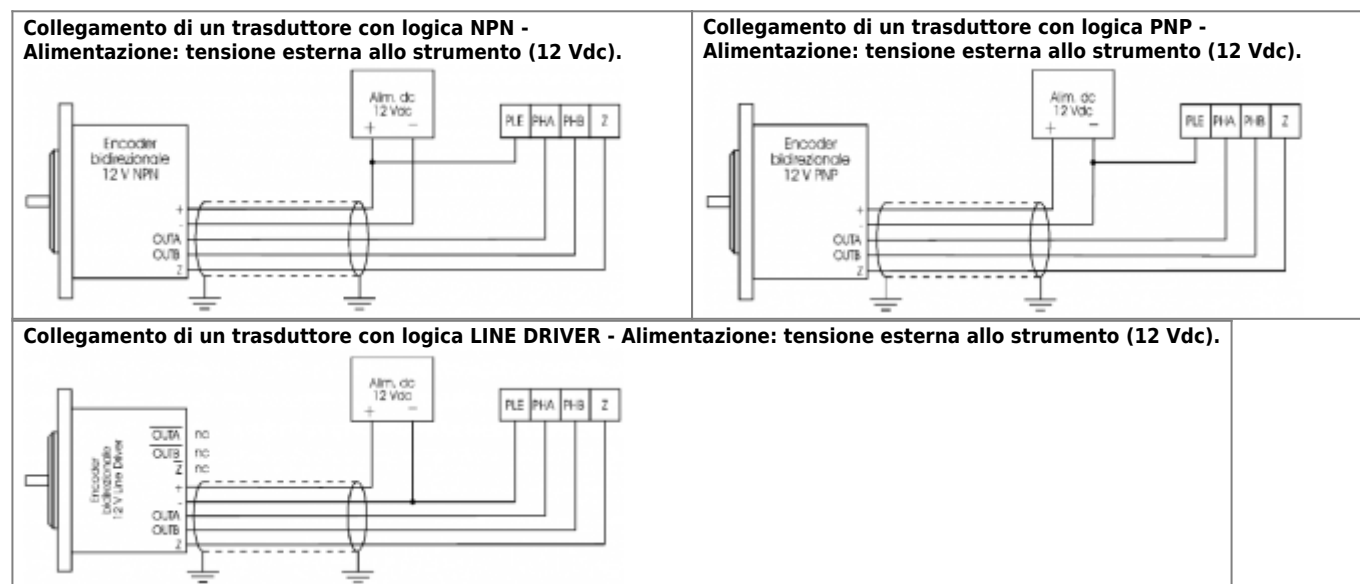 Collegamento di un trasduttore con logica NPN -
Alimentazione: tensione esterna allo strumento (12 Vdc).
Alim. dc
12 Vdc
+ -
PLE PHA PHB Z
Encoder
bidirezionale
12 V NPN
+
-
OUTA
OUTB
Z
Collegamento di un trasduttore con logica PNP -
Alimentazione: tensione esterna allo strumento (12 Vdc).
Alim. dc
12 Vdc
+ -
PLE PHA PHB Z
Encoder
bidirezionale
12 V PNP
+
-
OUTA
OUTB
Z
Collegamento di un trasduttore con logica LINE DRIVER - Alimentazione: tensione esterna allo strumento (12 Vdc).
Alim. dc
12 Vdc
+ -
PLE PHA PHB Z
Encoder
bidirezionale
12 V Line Driver
OUTA nc
OUTB nc
Z nc
+
-
OUTA
OUTB
Z